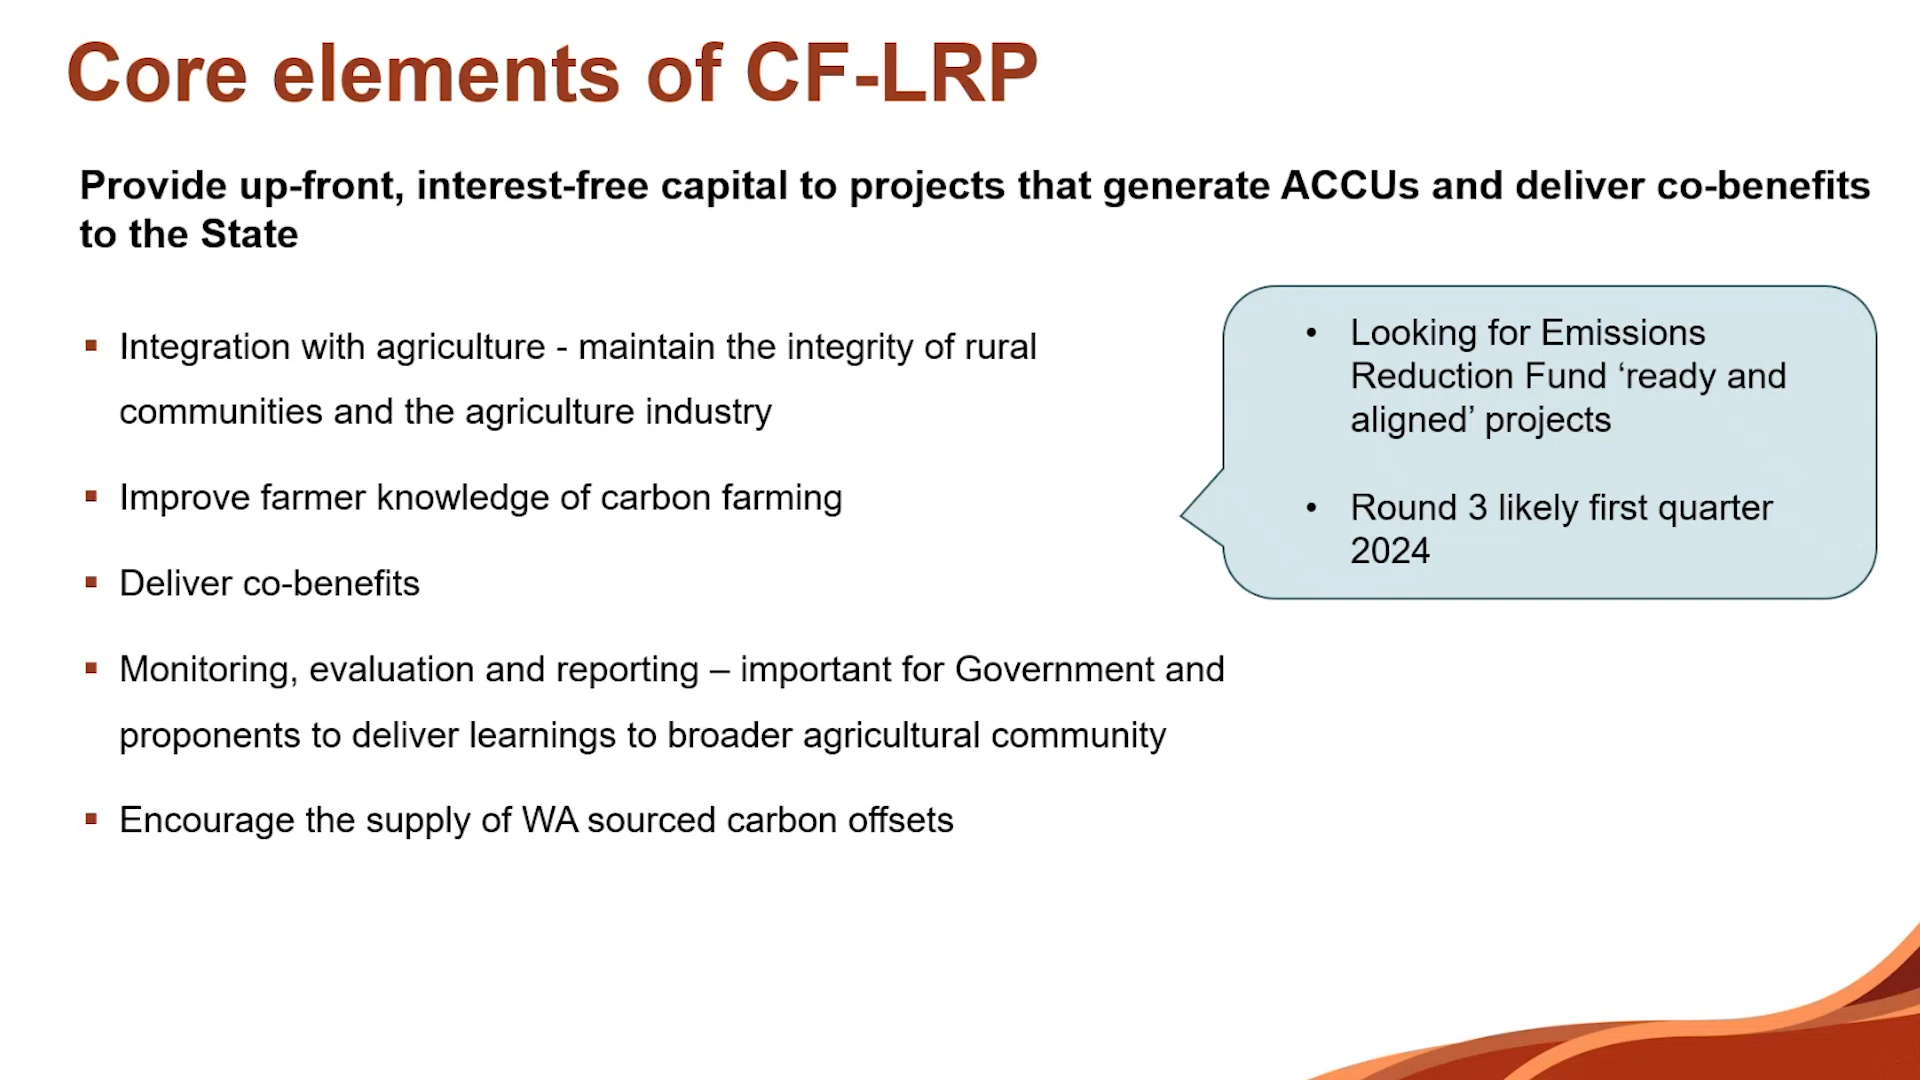 Core elements of CF-LRP
Provide up-front, interest-free capital to projects that generate ACCUs and deliver co-benefits
to the State
▪ Integration with agriculture - maintain the integrity of rural
communities and the agriculture industry
▪ Improve farmer knowledge of carbon farming
▪ Deliver co-benefits
▪ Monitoring, evaluation and reporting – important for Government and
proponents to deliver learnings to broader agricultural community
▪ Encourage the supply of WA sourced carbon offsets
• Looking for Emissions
Reduction Fund ‘ready and
aligned’ projects
• Round 3 likely first quarter
2024